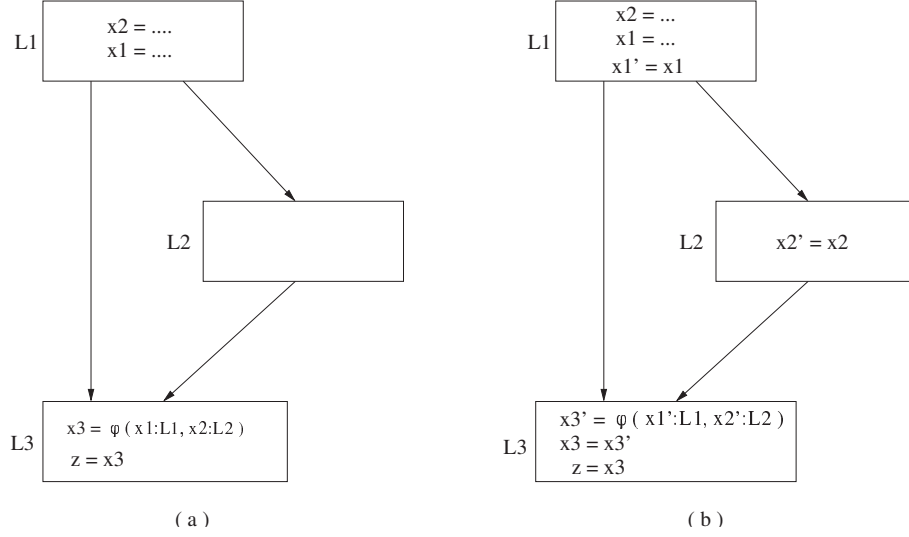 x2 = ....
x1 = ....
L1
L2
x3 = φ ( x1:L1, x2:L2 )
z = x3
L3
( a )
x2 = ...
x1 = ...
x1’ = x1
L1
L2
x2’ = x2
x3’ = φ ( x1’:L1, x2’:L2 )
x3 = x3’
z = x3
L3
( b )